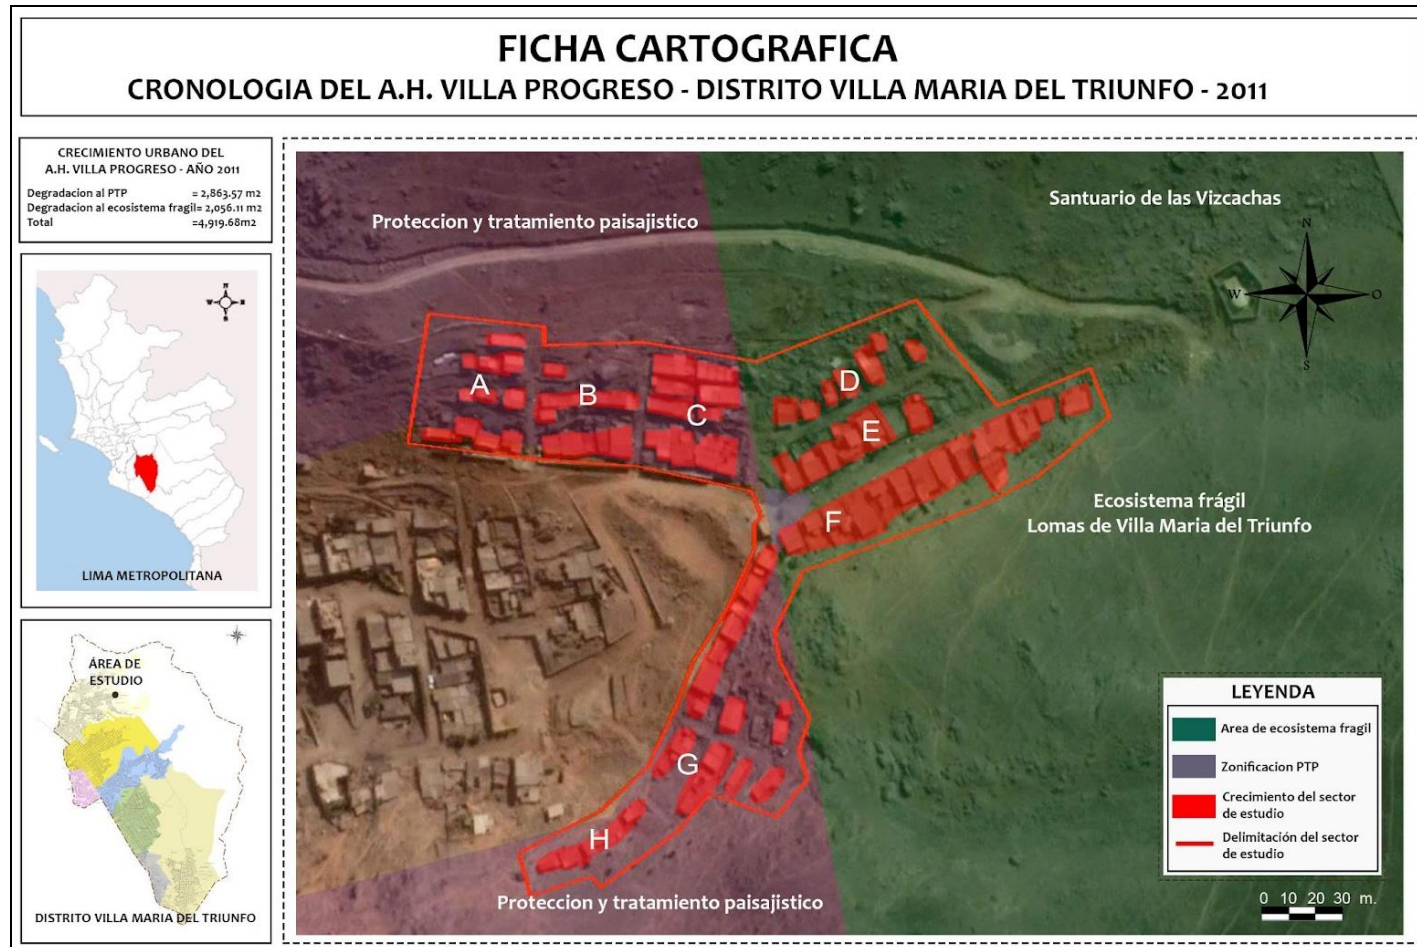 FICHA CARTOGRAFICA
CRONOLOGIA DEL A.H. VILLA PROGRESO - DISTRITO VILLA MARIA DEL TRIUNFO - 2011
CRECIMIENTO URBANO DEL
A.H. VILLA PROGRESO - AÑO 2011
Degradacion al PTP = 2,863.57 m2
Degradacion al ecosistema fragil= 2,056.11 m2
Total =4,919.68m2
N
W
S
LIMA METROPOLITANA
ÁREA DE
ESTUDIO
DISTRITO VILLA MARIA DEL TRIUNFO
Santuario de las Vizcachas
Proteccion y tratamiento paisajistico
N
W O
S
A
B
C
D
E
F
Ecosistema frágil
Lomas de Villa Maria del Triunfo
G
H
Proteccion y tratamiento paisajistico
LEYENDA
Area de ecosistema fragil
Zonificacion PTP
Crecimiento del sector
de estudio
Delimitación del sector
de estudio
0 10 20 30 m.